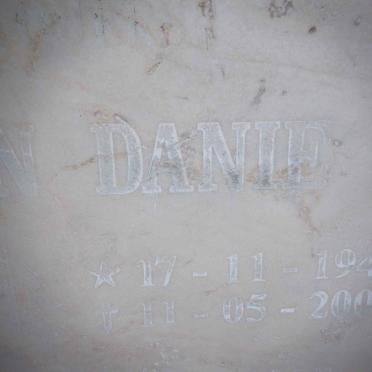 N DANIE
☆ 17 - 11 - 194
✝ 11 - 05 - 200